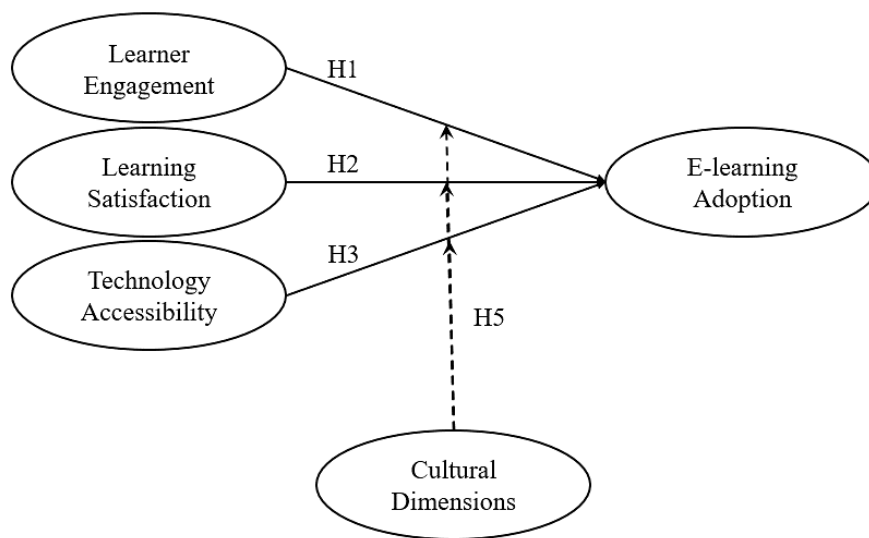 Learner
Engagement
H1
Learning
Satisfaction
H2
E-learning
Adoption
Technology
Accessibility
H3
H5
Cultural
Dimensions